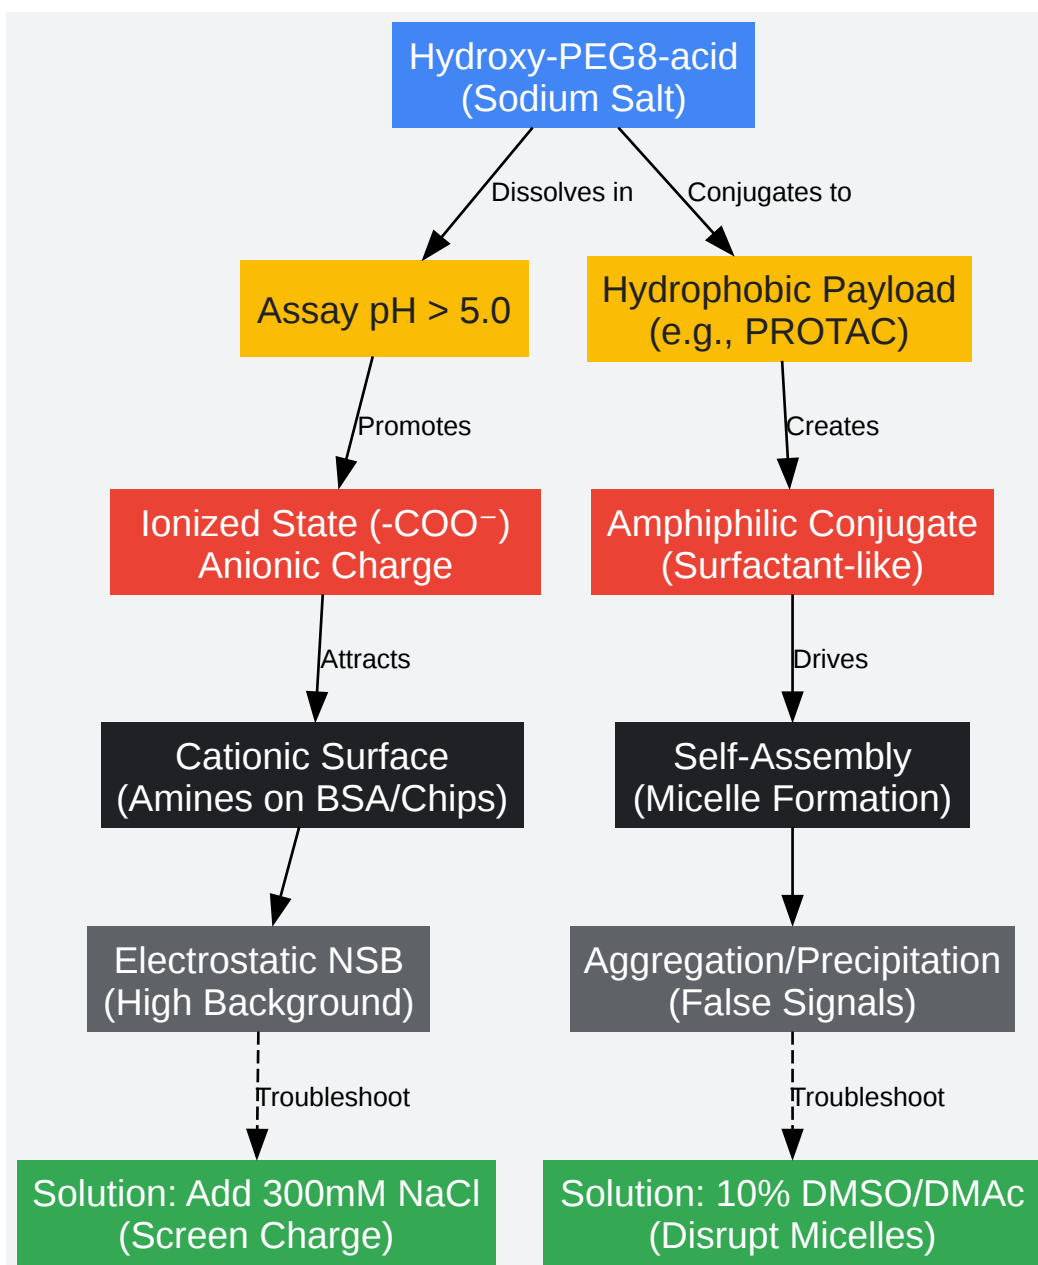 Hydroxy-PEG8-acid
(Sodium Salt)
Dissolves in
Conjugates to
Assay pH > 5.0
Hydrophobic Payload
(e.g., PROTAC)
Promotes
Creates
Ionized State (-COO⁻)
Anionic Charge
Amphiphilic Conjugate
(Surfactant-like)
Attracts
Drives
Cationic Surface
(Amines on BSA/Chips)
Self-Assembly
(Micelle Formation)
Electrostatic NSB
(High Background)
Aggregation/Precipitation
(False Signals)
Troubleshoot
Troubleshoot
Solution: Add 300mM NaCl
(Screen Charge)
Solution: 10% DMSO/DMAc
(Disrupt Micelles)